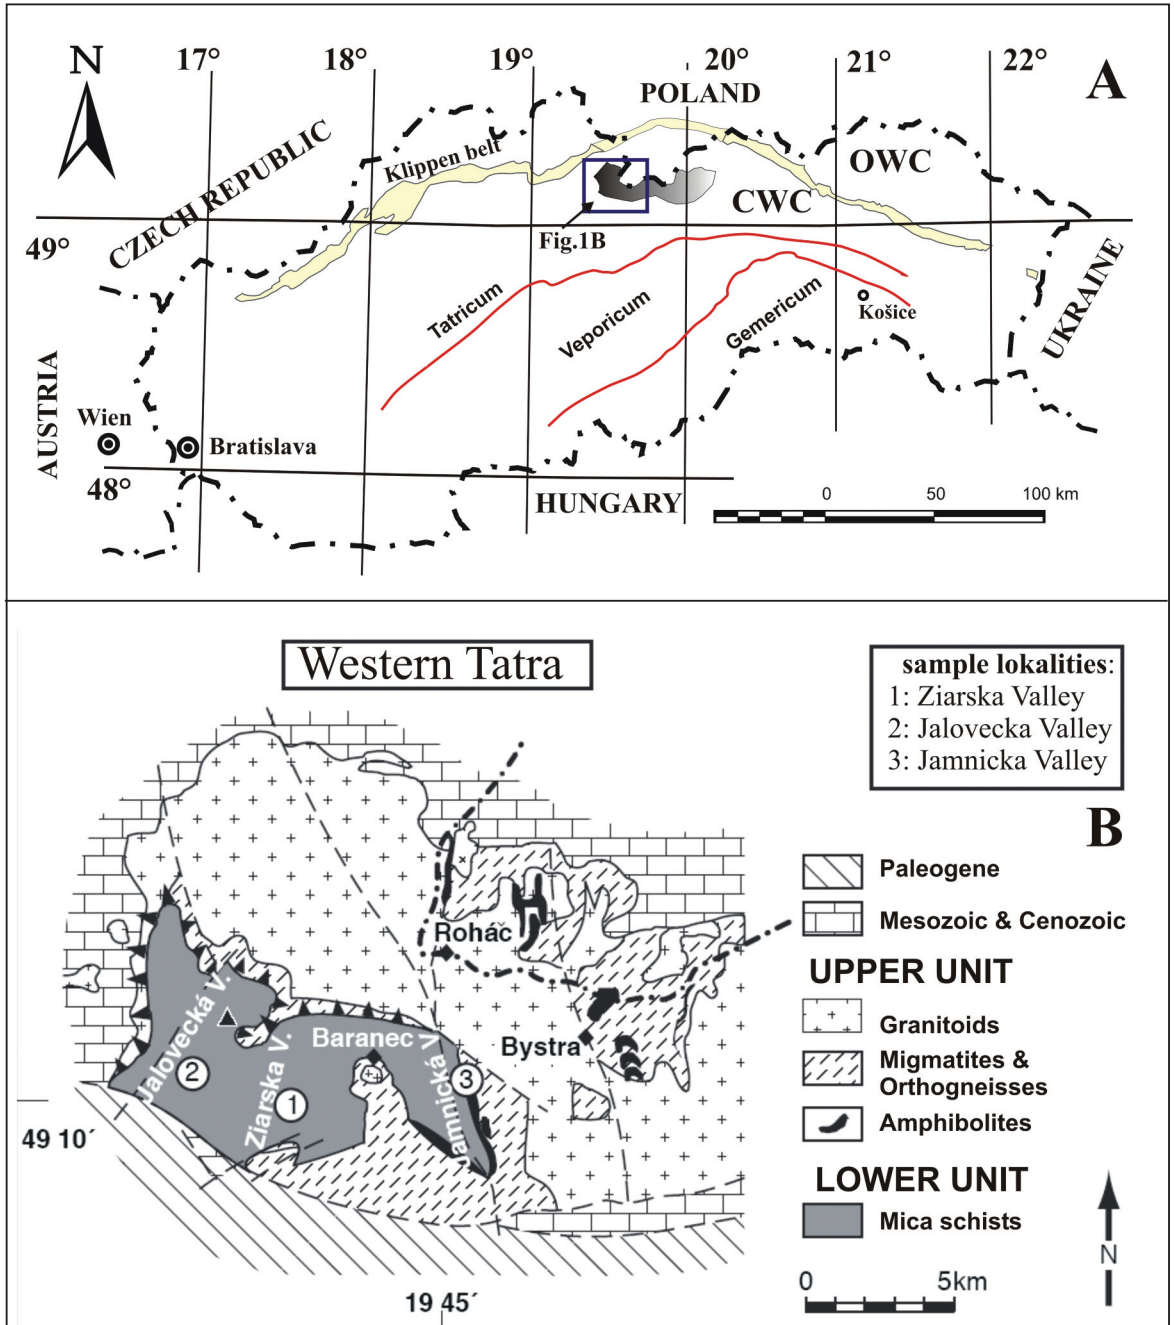 N
17°
18°
19°
20°
21°
22°
A
POLAND
CZECH REPUBLIC
Klippen belt
OWC
CWC
49°
Fig.1B
Tatricum
Veporicum
Gemericum
Košice
UKRAINE
AUSTRIA
Wien
Bratislava
48°
HUNGARY
0 50 100 km
Western Tatra
sample lokalities:
1: Ziarska Valley
2: Jalovecka Valley
3: Jamnicka Valley
B
Paleogene
Mesozoic & Cenozoic
UPPER UNIT
Granitoids
Migmatites &
Orthogneisses
Amphibolites
LOWER UNIT
Mica schists
0 5km
N
Roháč
Bystra
Baranec
Jalovecká V.
Ziarska V.
Jamnická V
2
1
3
49 10´
19 45´